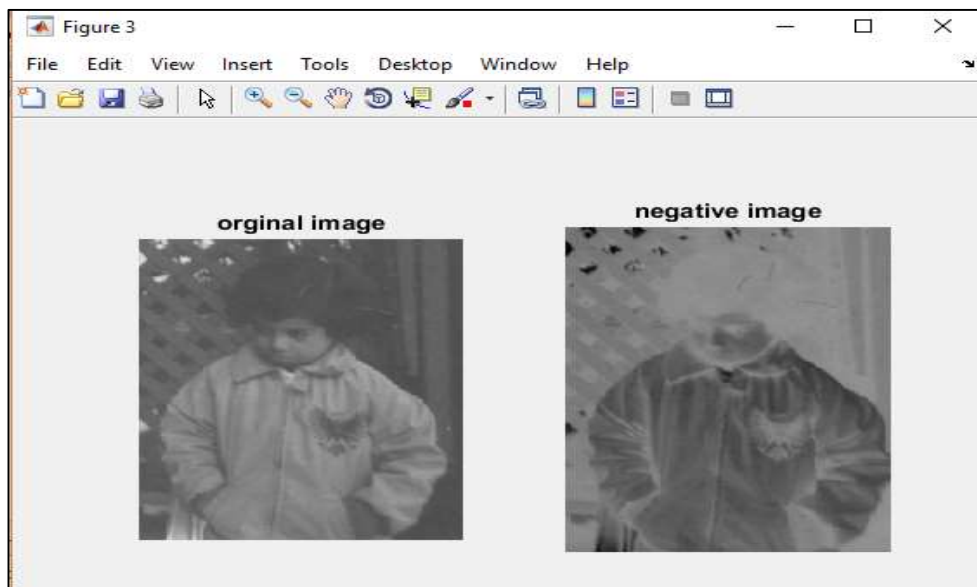 Figure 3
File Edit View Insert Tools Desktop Window Help
orginal image
negative image